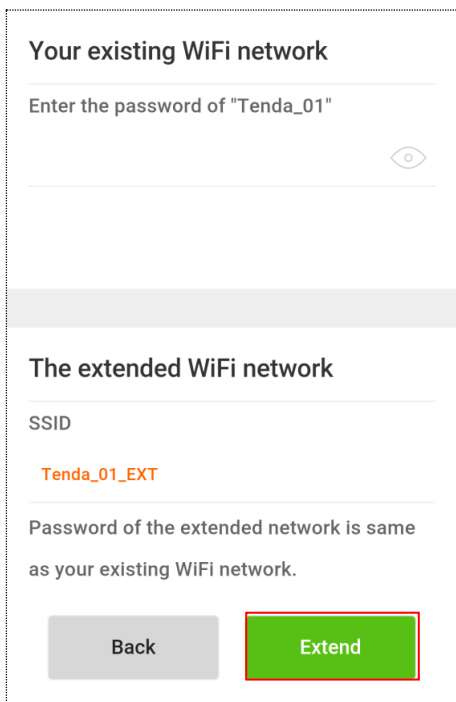 Your existing WiFi network
Enter the password of "Tenda_01"
The extended WiFi network
SSID
Tenda_01_EXT
Password of the extended network is same
as your existing WiFi network.
Back
Extend